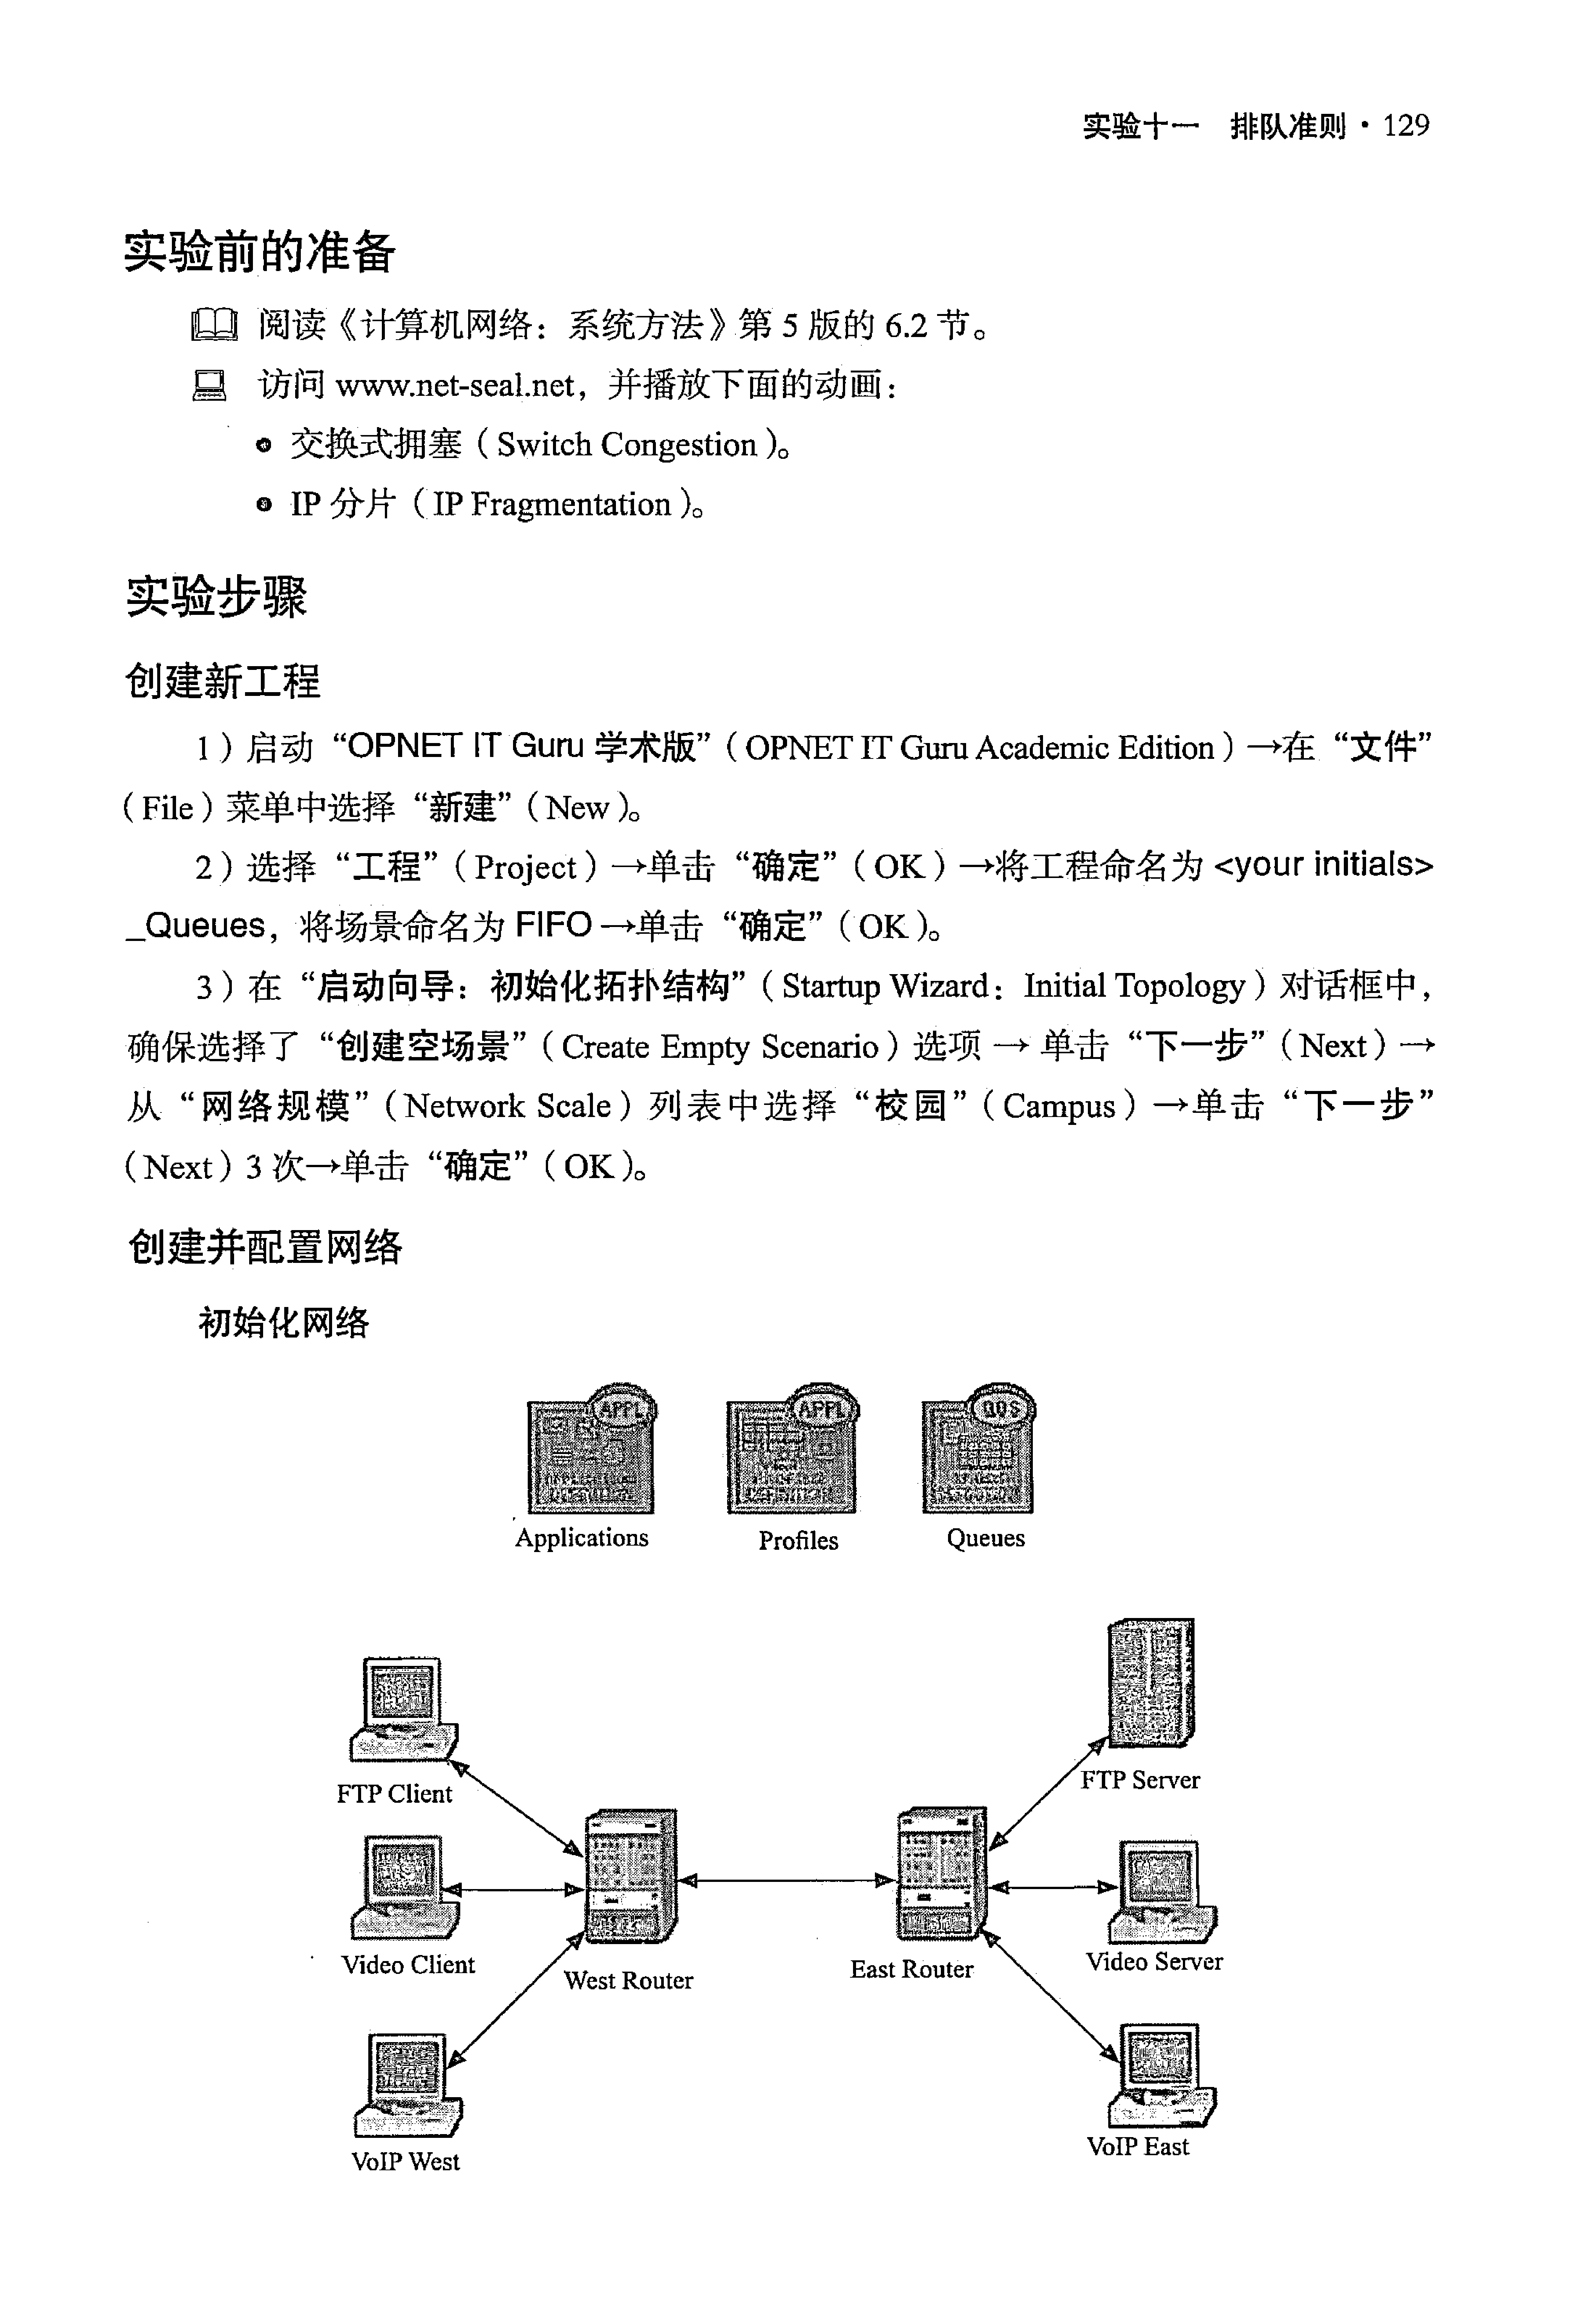 实验十一 排队准则·129
实验前的准备
阅读《计算机网络：系统方法》第 5 版的 6.2 节。
访问 www.net-seal.net，并播放下面的动画：
• 交换式拥塞（Switch Congestion）。
• IP 分片（IP Fragmentation）。
实验步骤
创建新工程
1）启动“OPNET IT Guru 学术版”（OPNET IT Guru Academic Edition）→在“文件”
（File）菜单中选择“新建”（New）。
2）选择“工程”（Project）→单击“确定”（OK）→将工程命名为 <your initials>
_Queues，将场景命名为 FIFO→单击“确定”（OK）。
3）在“启动向导：初始化拓扑结构”（Startup Wizard：Initial Topology）对话框中，
确保选择了“创建空场景”（Create Empty Scenario）选项 → 单击“下一步”（Next）→
从“网络规模”（Network Scale）列表中选择“校园”（Campus）→单击“下一步”
（Next）3 次→单击“确定”（OK）。
创建并配置网络
初始化网络
APPL APPL QOS
Applications Profiles Queues
FTP Client FTP Server
Video Client West Router East Router Video Server
VoIP West VoIP East